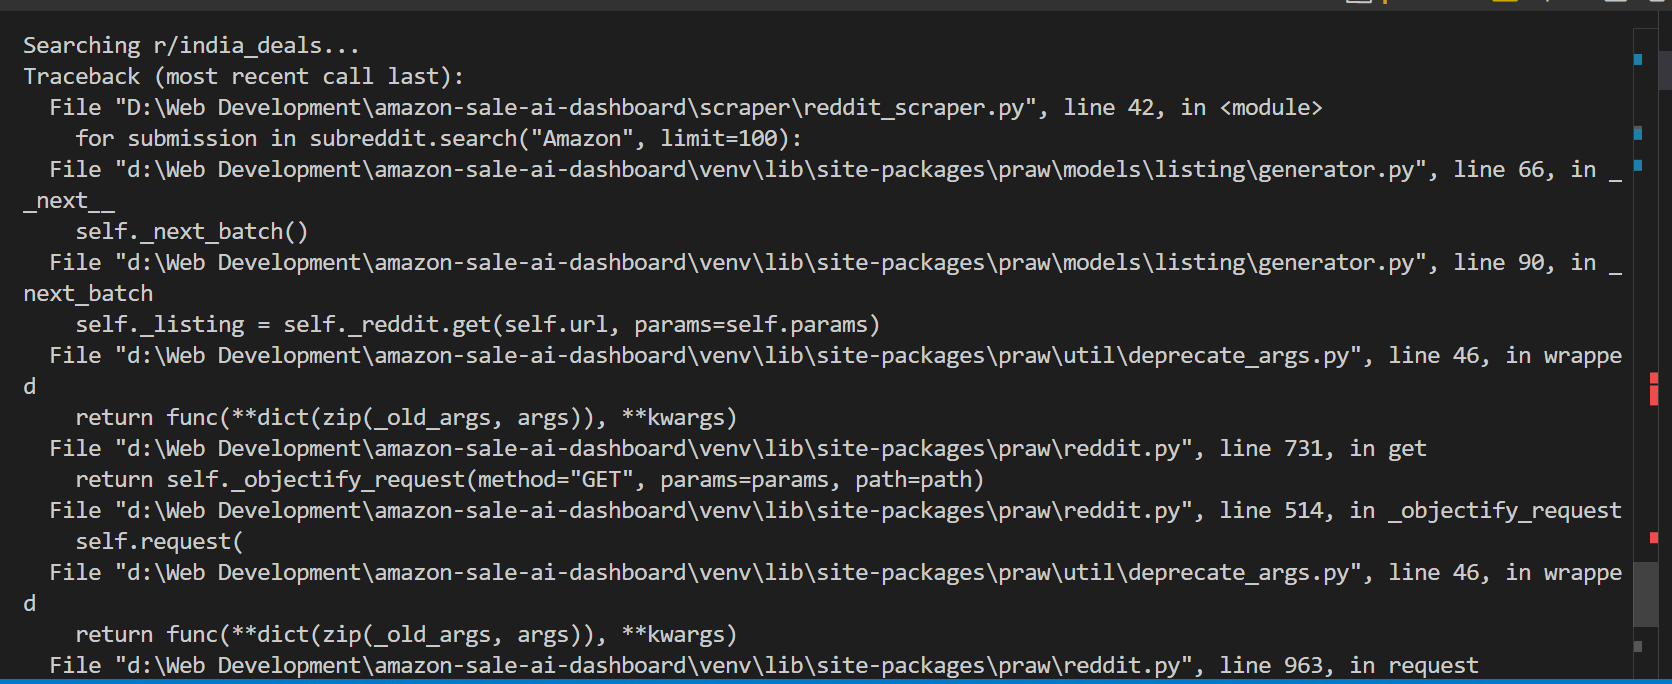 Searching r/india_deals...
Traceback (most recent call last):
  File "D:\Web Development\amazon-sale-ai-dashboard\scraper\reddit_scraper.py", line 42, in <module>
    for submission in subreddit.search("Amazon", limit=100):
  File "d:\Web Development\amazon-sale-ai-dashboard\venv\lib\site-packages\praw\models\listing\generator.py", line 66, in _
_next__
    self._next_batch()
  File "d:\Web Development\amazon-sale-ai-dashboard\venv\lib\site-packages\praw\models\listing\generator.py", line 90, in _
next_batch
    self._listing = self._reddit.get(self.url, params=self.params)
  File "d:\Web Development\amazon-sale-ai-dashboard\venv\lib\site-packages\praw\util\deprecate_args.py", line 46, in wrappe
d
    return func(**dict(zip(_old_args, args)), **kwargs)
  File "d:\Web Development\amazon-sale-ai-dashboard\venv\lib\site-packages\praw\reddit.py", line 731, in get
    return self._objectify_request(method="GET", params=params, path=path)
  File "d:\Web Development\amazon-sale-ai-dashboard\venv\lib\site-packages\praw\reddit.py", line 514, in _objectify_request
    self.request(
  File "d:\Web Development\amazon-sale-ai-dashboard\venv\lib\site-packages\praw\util\deprecate_args.py", line 46, in wrappe
d
    return func(**dict(zip(_old_args, args)), **kwargs)
  File "d:\Web Development\amazon-sale-ai-dashboard\venv\lib\site-packages\praw\reddit.py", line 963, in request